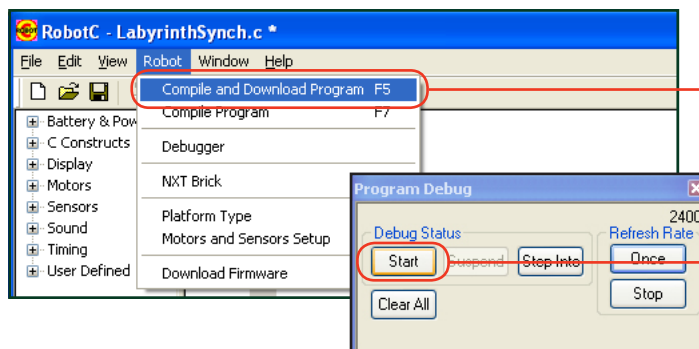 RobotC - LabyrinthSynch.c *
File Edit View Robot Window Help
Compile and Download Program F5
Compile Program F7
Debugger
NXT Brick
Platform Type
Motors and Sensors Setup
Download Firmware
Battery & Pow
C Constructs
Display
Motors
Sensors
Sound
Timing
User Defined
Program Debug
2400
Debug Status
Refresh Rate
Start
Suspend
Step Into
Once
Clear All
Stop